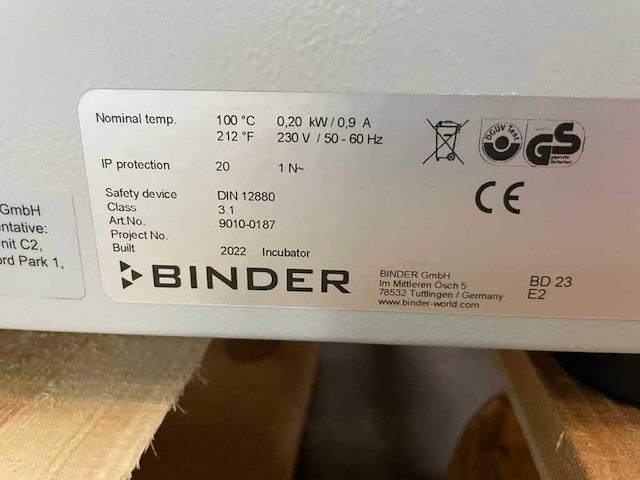 Nominal temp. 100 °C 0,20 kW / 0,9 A
212 °F 230 V / 50 - 60 Hz
IP protection 20 1 N~
Safety device DIN 12880
Class 3.1
Art.No. 9010-0187
Project No.
Built 2022 Incubator
BINDER
BINDER GmbH
Im Mittleren Ösch 5
78532 Tuttlingen / Germany
www.binder-world.com
BD 23
E2
DGUV Test
GS
CE
GmbH
ntative:
nit C2,
ord Park 1,